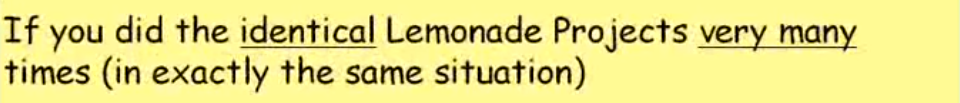 If you did the identical Lemonade Projects very many
times (in exactly the same situation)